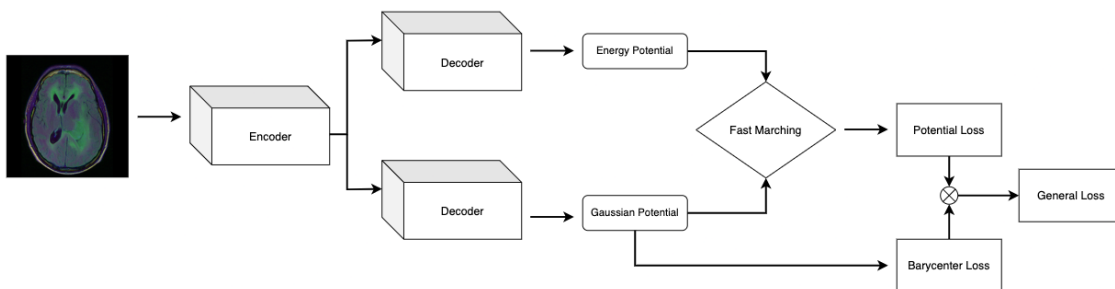 Encoder
Decoder
Energy Potential
Decoder
Gaussian Potential
Fast Marching
Potential Loss
Barycenter Loss
General Loss